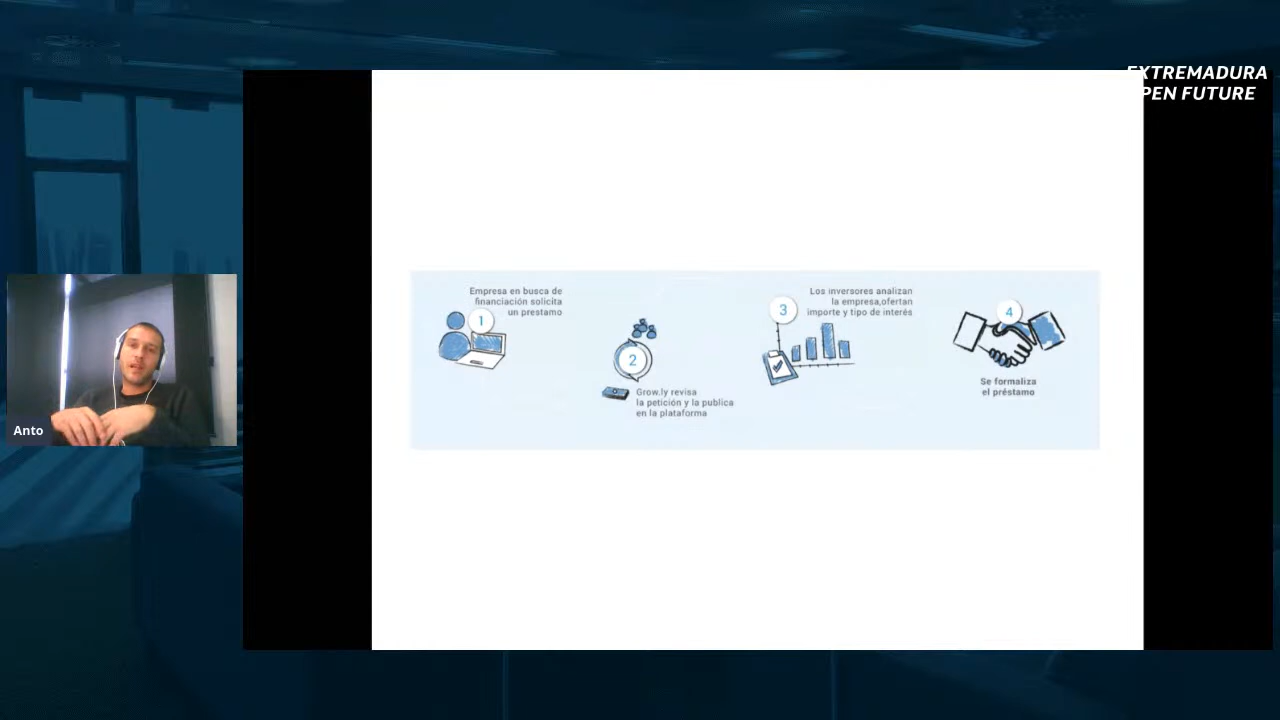 EXTREMADURA
PEN FUTURE
Empresa en busca de
financiación solicita
un prestamo
1
2
Grow.ly revisa
la petición y la publica
en la plataforma
3
Los inversores analizan
la empresa,ofertan
importe y tipo de interés
4
Se formaliza
el préstamo
Anto